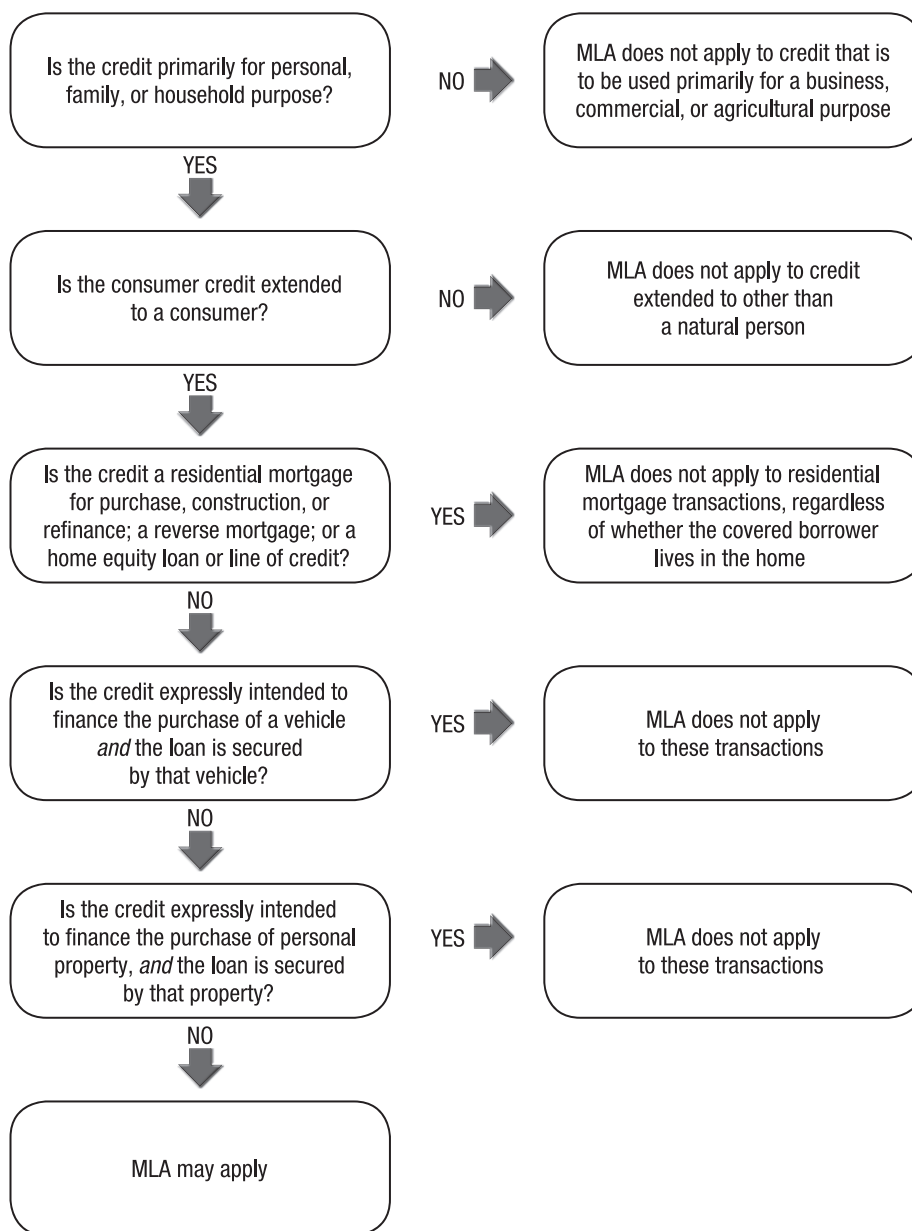 Is the credit primarily for personal,
family, or household purpose?
NO
MLA does not apply to credit that is
to be used primarily for a business,
commercial, or agricultural purpose
YES
Is the consumer credit extended
to a consumer?
NO
MLA does not apply to credit
extended to other than
a natural person
YES
Is the credit a residential mortgage
for purchase, construction, or
refinance; a reverse mortgage; or a
home equity loan or line of credit?
YES
MLA does not apply to residential
mortgage transactions, regardless
of whether the covered borrower
lives in the home
NO
Is the credit expressly intended to
finance the purchase of a vehicle
and the loan is secured
by that vehicle?
YES
MLA does not apply
to these transactions
NO
Is the credit expressly intended
to finance the purchase of personal
property, and the loan is secured
by that property?
YES
MLA does not apply
to these transactions
NO
MLA may apply